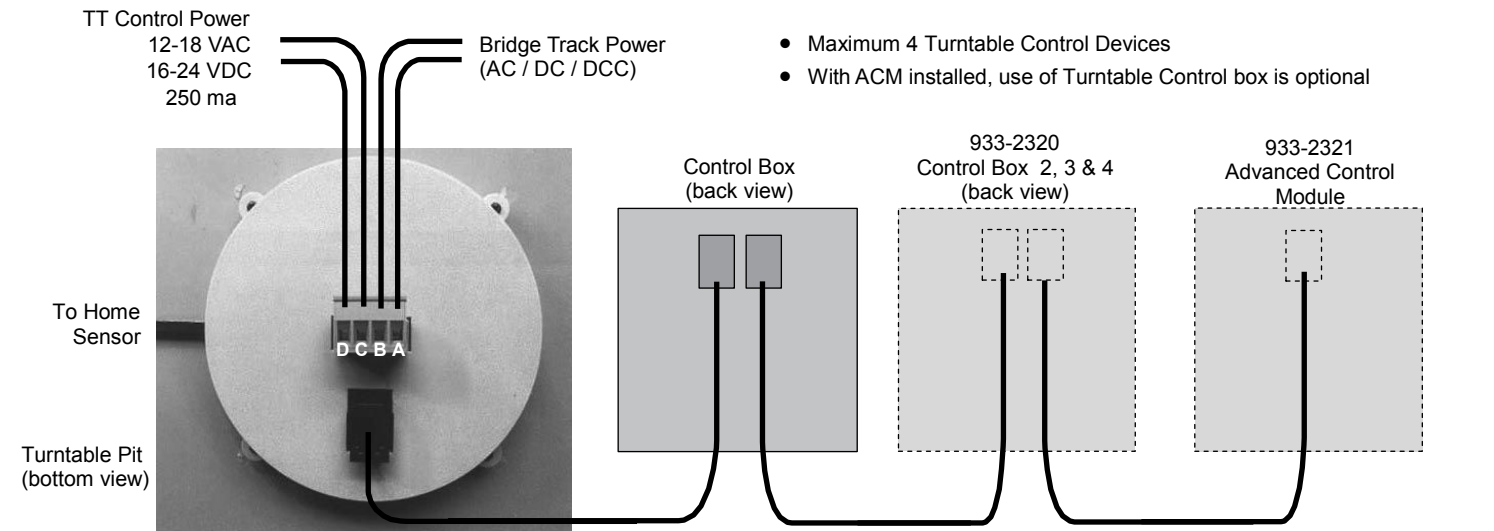 TT Control Power
12-18 VAC
16-24 VDC
250 ma
Bridge Track Power
(AC / DC / DCC)
● Maximum 4 Turntable Control Devices
● With ACM installed, use of Turntable Control box is optional
To Home
Sensor
D C B A
Turntable Pit
(bottom view)
Control Box
(back view)
933-2320
Control Box 2, 3 & 4
(back view)
933-2321
Advanced Control
Module